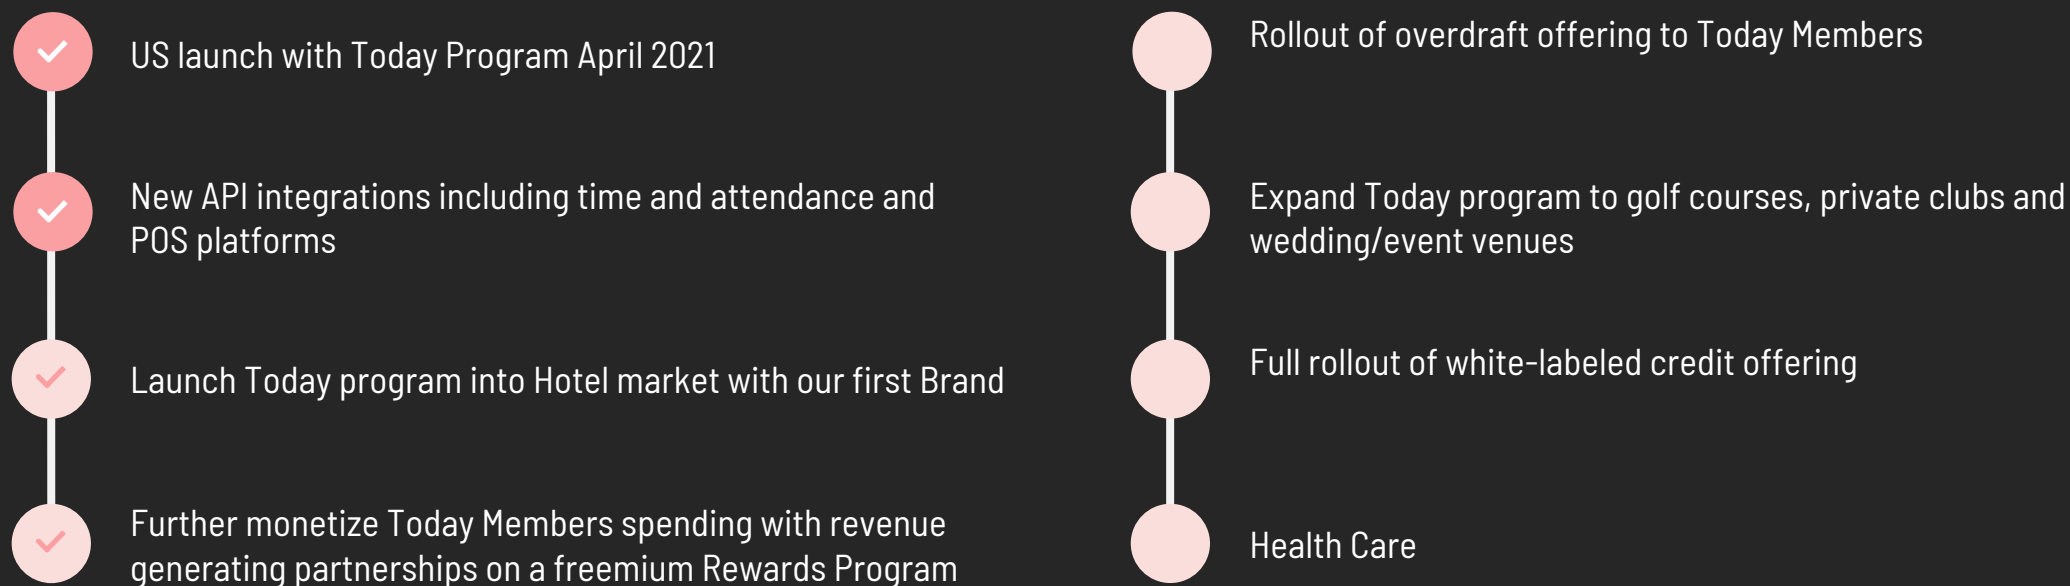 US launch with Today Program April 2021
New API integrations including time and attendance and
POS platforms
Launch Today program into Hotel market with our first Brand
Further monetize Today Members spending with revenue
generating partnerships on a freemium Rewards Program
Rollout of overdraft offering to Today Members
Expand Today program to golf courses, private clubs and
wedding/event venues
Full rollout of white-labeled credit offering
Health Care